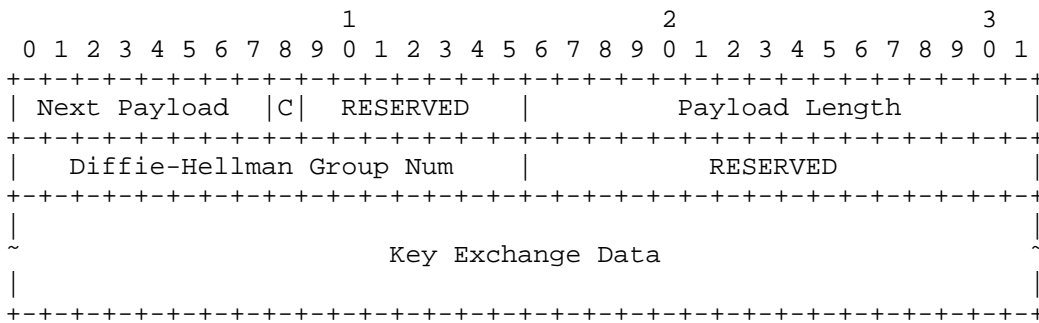 1                   2                   3
0 1 2 3 4 5 6 7 8 9 0 1 2 3 4 5 6 7 8 9 0 1 2 3 4 5 6 7 8 9 0 1
+-+-+-+-+-+-+-+-+-+-+-+-+-+-+-+-+-+-+-+-+-+-+-+-+-+-+-+-+-+-+-+-+
| Next Payload  |C|  RESERVED   |         Payload Length        |
+-+-+-+-+-+-+-+-+-+-+-+-+-+-+-+-+-+-+-+-+-+-+-+-+-+-+-+-+-+-+-+-+
|   Diffie-Hellman Group Num    |           RESERVED            |
+-+-+-+-+-+-+-+-+-+-+-+-+-+-+-+-+-+-+-+-+-+-+-+-+-+-+-+-+-+-+-+-+
|                                                               |
~                       Key Exchange Data                       ~
|                                                               |
+-+-+-+-+-+-+-+-+-+-+-+-+-+-+-+-+-+-+-+-+-+-+-+-+-+-+-+-+-+-+-+-+